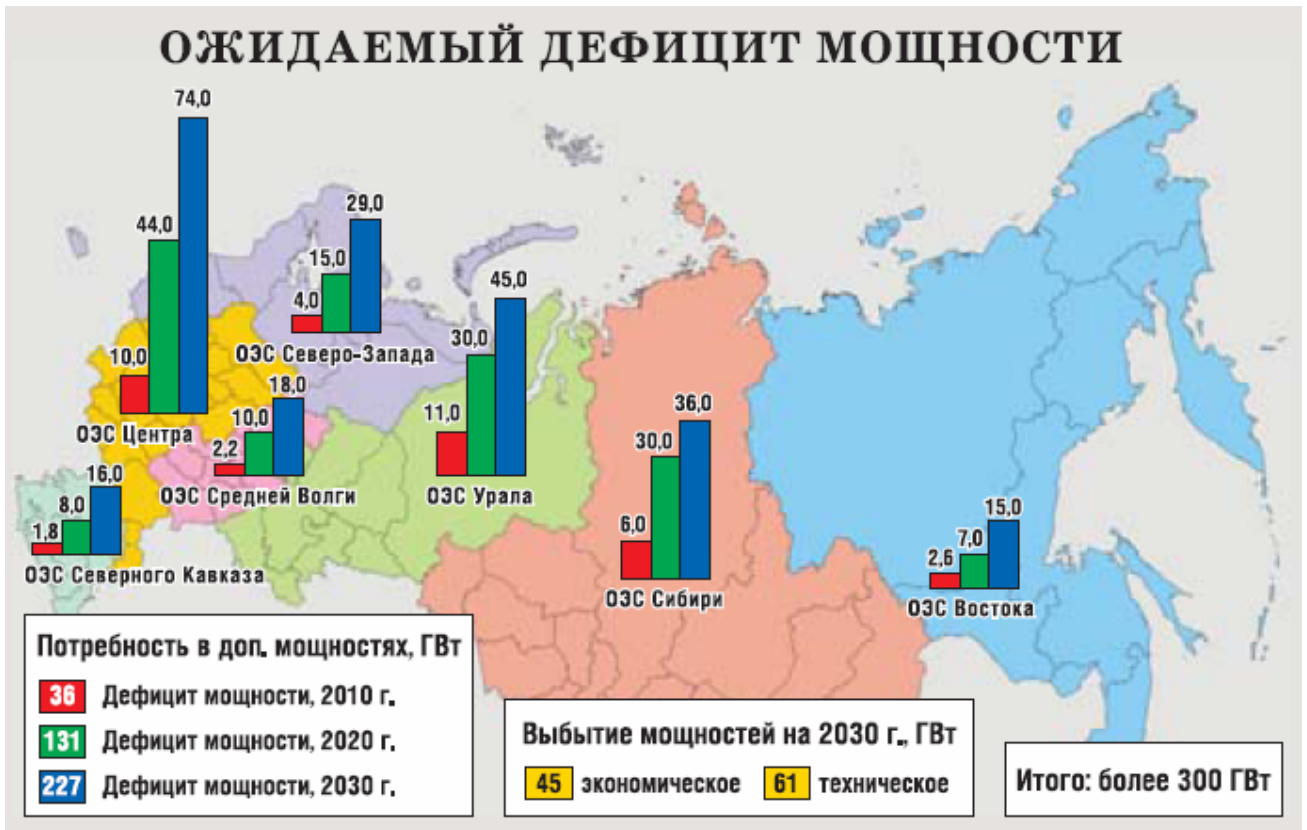 ОЖИДАЕМЫЙ ДЕФИЦИТ МОЩНОСТИ
74,0
44,0
10,0
ОЭС Центра
29,0
15,0
4,0
ОЭС Северо-Запада
18,0
10,0
2,2
ОЭС Средней Волги
45,0
30,0
11,0
ОЭС Урала
16,0
8,0
1,8
ОЭС Северного Кавказа
36,0
30,0
6,0
ОЭС Сибири
15,0
7,0
2,6
ОЭС Востока
Потребность в доп. мощностях, ГВт
36 Дефицит мощности, 2010 г.
131 Дефицит мощности, 2020 г.
227 Дефицит мощности, 2030 г.
Выбытие мощностей на 2030 г., ГВт
45 экономическое 61 техническое
Итого: более 300 ГВт